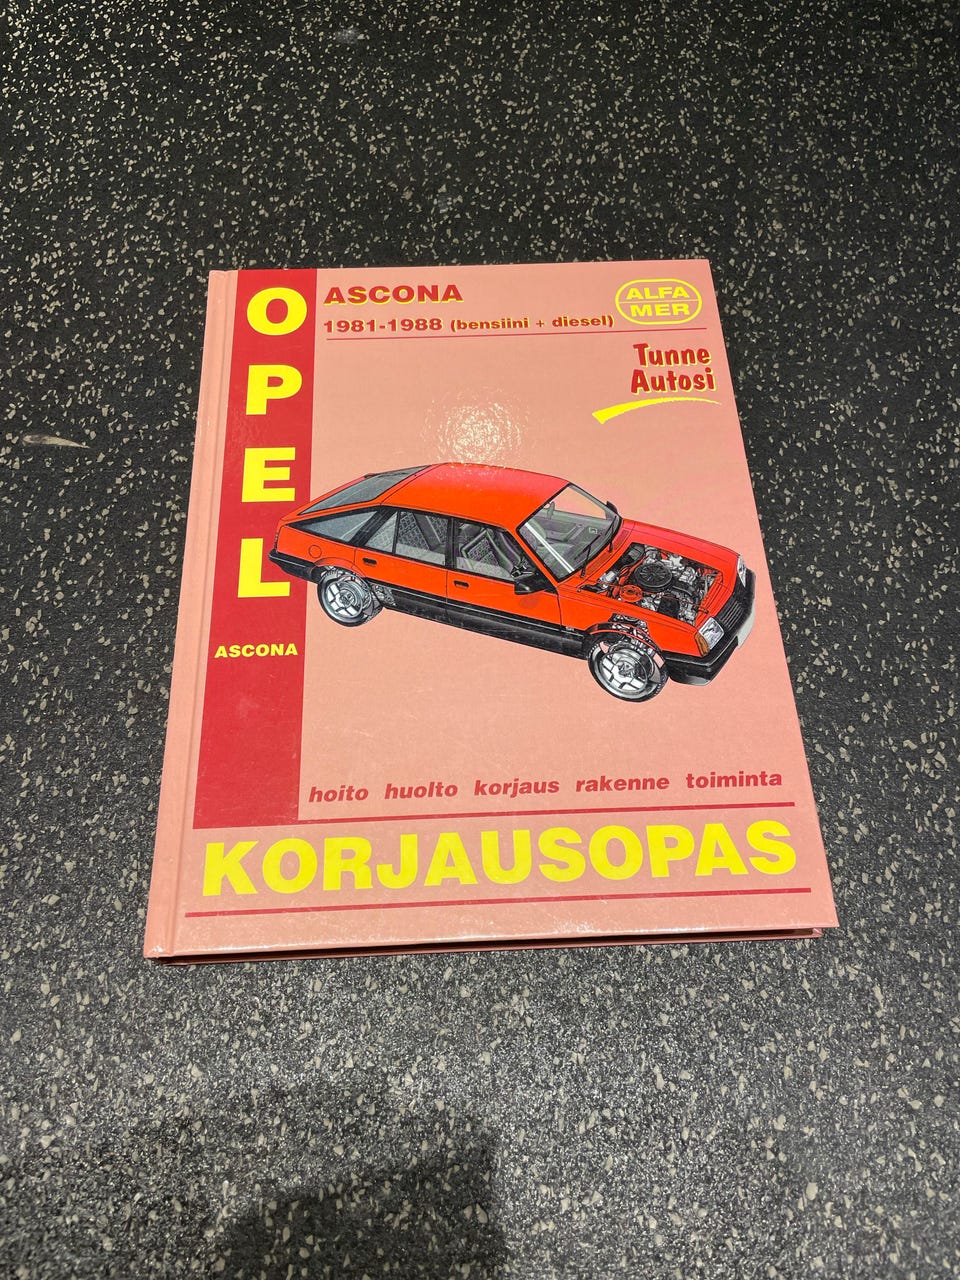 OPEL
ASCONA
ASCONA
1981-1988 (bensiini + diesel)
ALFA
MER
Tunne
Autosi
hoito huolto korjaus rakenne toiminta
KORJAUSOPAS